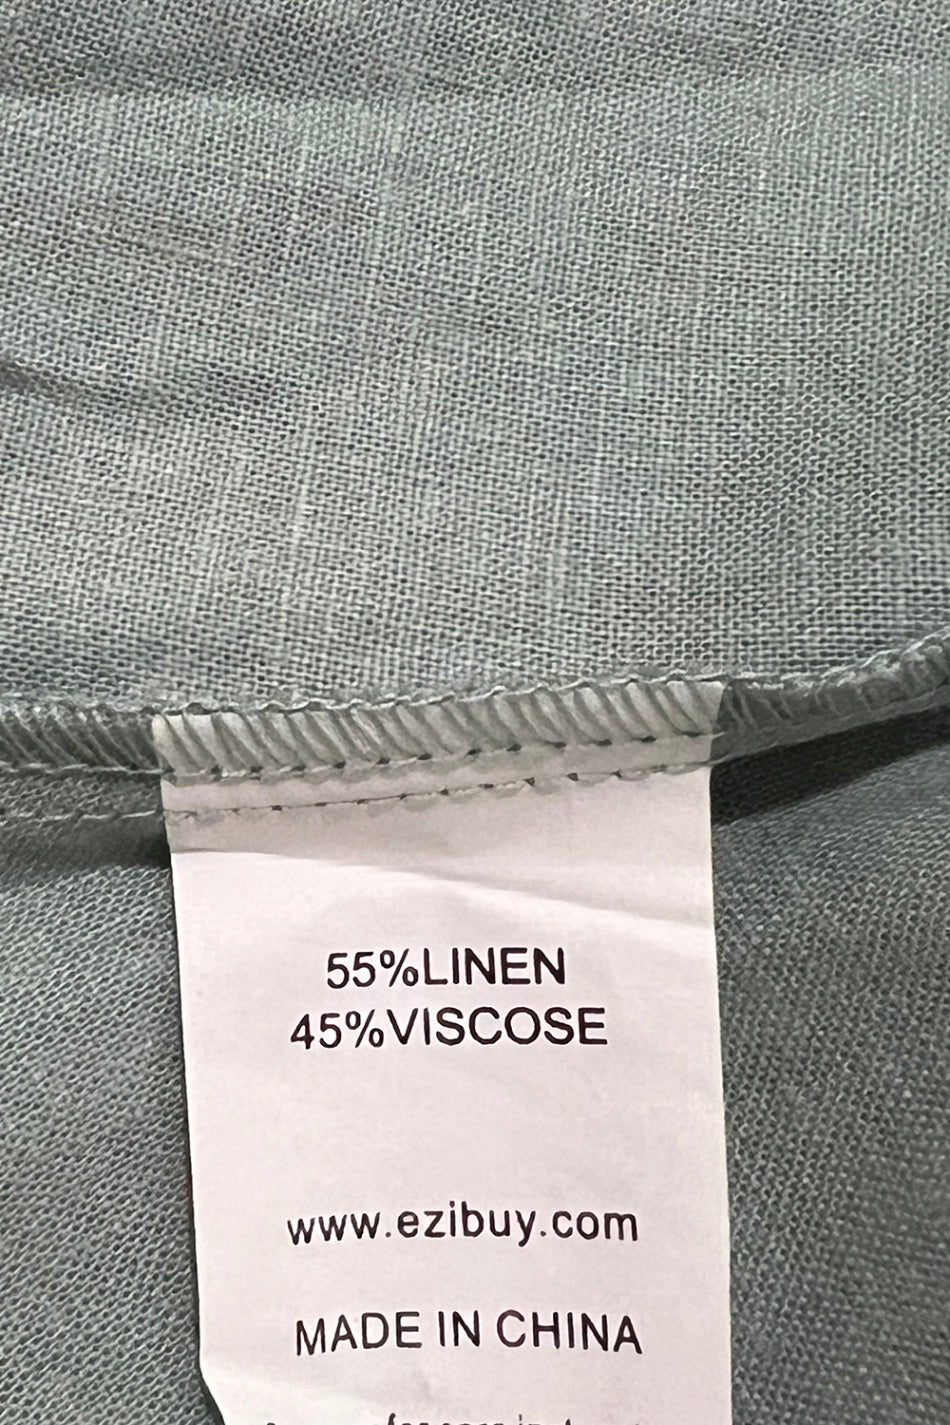 55%LINEN
45%VISCOSE
www.ezibuy.com
MADE IN CHINA